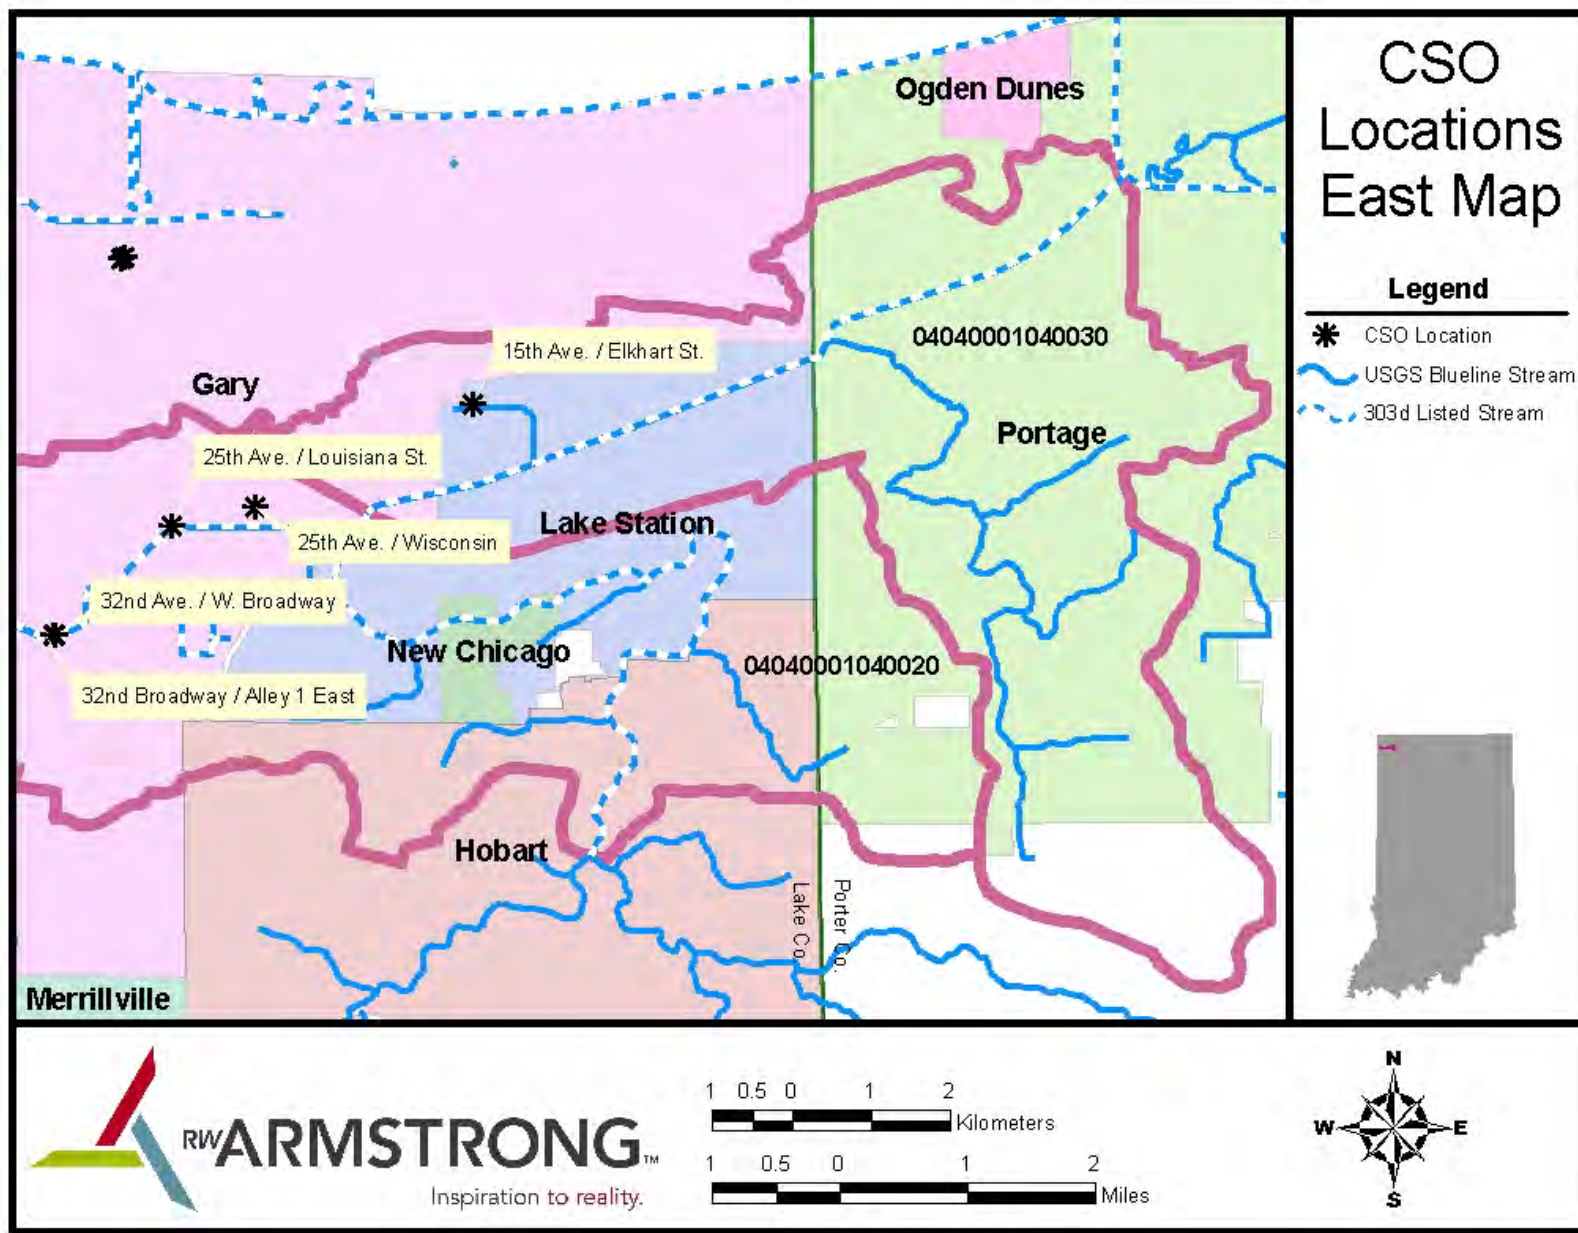 CSO
Locations
East Map
Legend
CSO Location
USGS Blueline Stream
303d Listed Stream
Ogden Dunes
04040001040030
15th Ave. / Elkhart St.
Gary
Portage
25th Ave. / Louisiana St.
Lake Station
25th Ave. / Wisconsin
32nd Ave. / W. Broadway
New Chicago
04040001040020
32nd Broadway / Alley 1 East
Hobart
Lake Co.
Porter Co.
Merrillville
RW ARMSTRONG™
Inspiration to reality.
1 0.5 0 1 2
Kilometers
1 0.5 0 1 2
Miles
N
W E
S